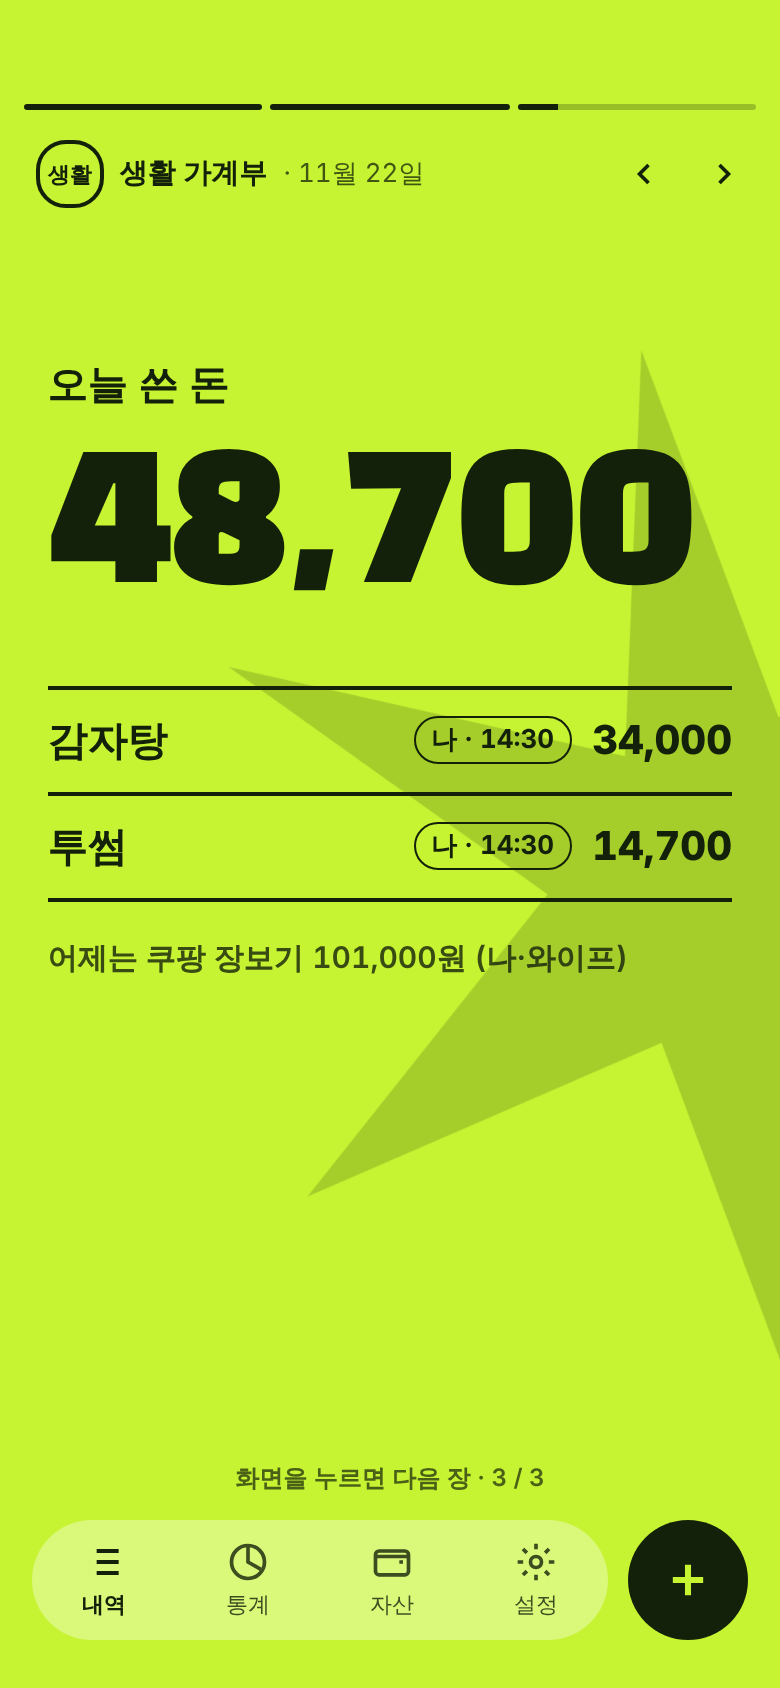 생활 생활 가계부 · 11월 22일
오늘 쓴 돈
48,700
감자탕 나 · 14:30 34,000
투썸 나 · 14:30 14,700
어제는 쿠팡 장보기 101,000원 (나·와이프)
화면을 누르면 다음 장 · 3 / 3
내역 통계 자산 설정